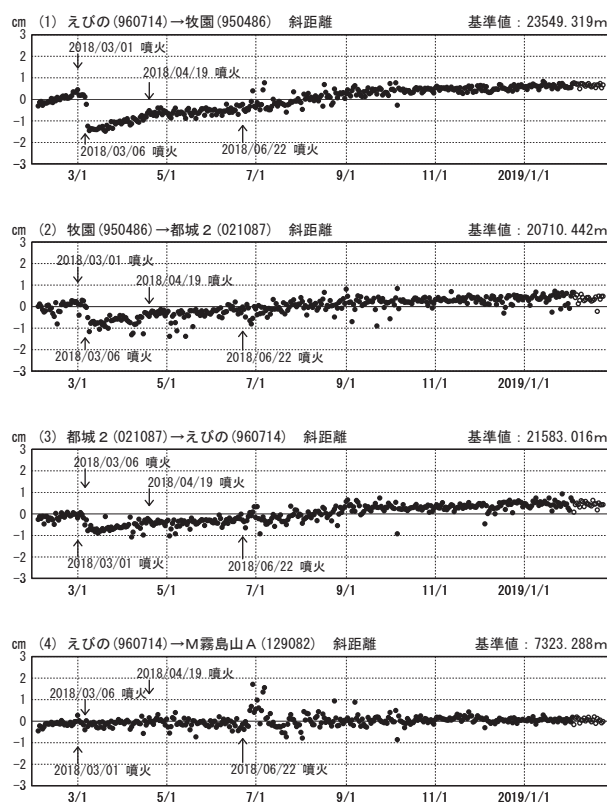 cm (1) えびの(960714)→牧園(950486) 斜距離 基準値：23549.319m
3
2018/03/01 噴火
2
2018/04/19 噴火
1
0
-1
-2
2018/03/06 噴火
2018/06/22 噴火
-3
3/1 5/1 7/1 9/1 11/1 2019/1/1
cm (2) 牧園(950486)→都城２(021087) 斜距離 基準値：20710.442m
3
2018/03/01 噴火
2
2018/04/19 噴火
1
0
-1
-2
2018/03/06 噴火
2018/06/22 噴火
-3
3/1 5/1 7/1 9/1 11/1 2019/1/1
cm (3) 都城２(021087)→えびの(960714) 斜距離 基準値：21583.016m
3
2018/03/06 噴火
2
2018/04/19 噴火
1
0
-1
-2
2018/03/01 噴火
2018/06/22 噴火
-3
3/1 5/1 7/1 9/1 11/1 2019/1/1
cm (4) えびの(960714)→Ｍ霧島山Ａ(129082) 斜距離 基準値：7323.288m
3
2018/04/19 噴火
2
2018/03/06 噴火
1
0
-1
-2
2018/03/01 噴火
2018/06/22 噴火
-3
3/1 5/1 7/1 9/1 11/1 2019/1/1